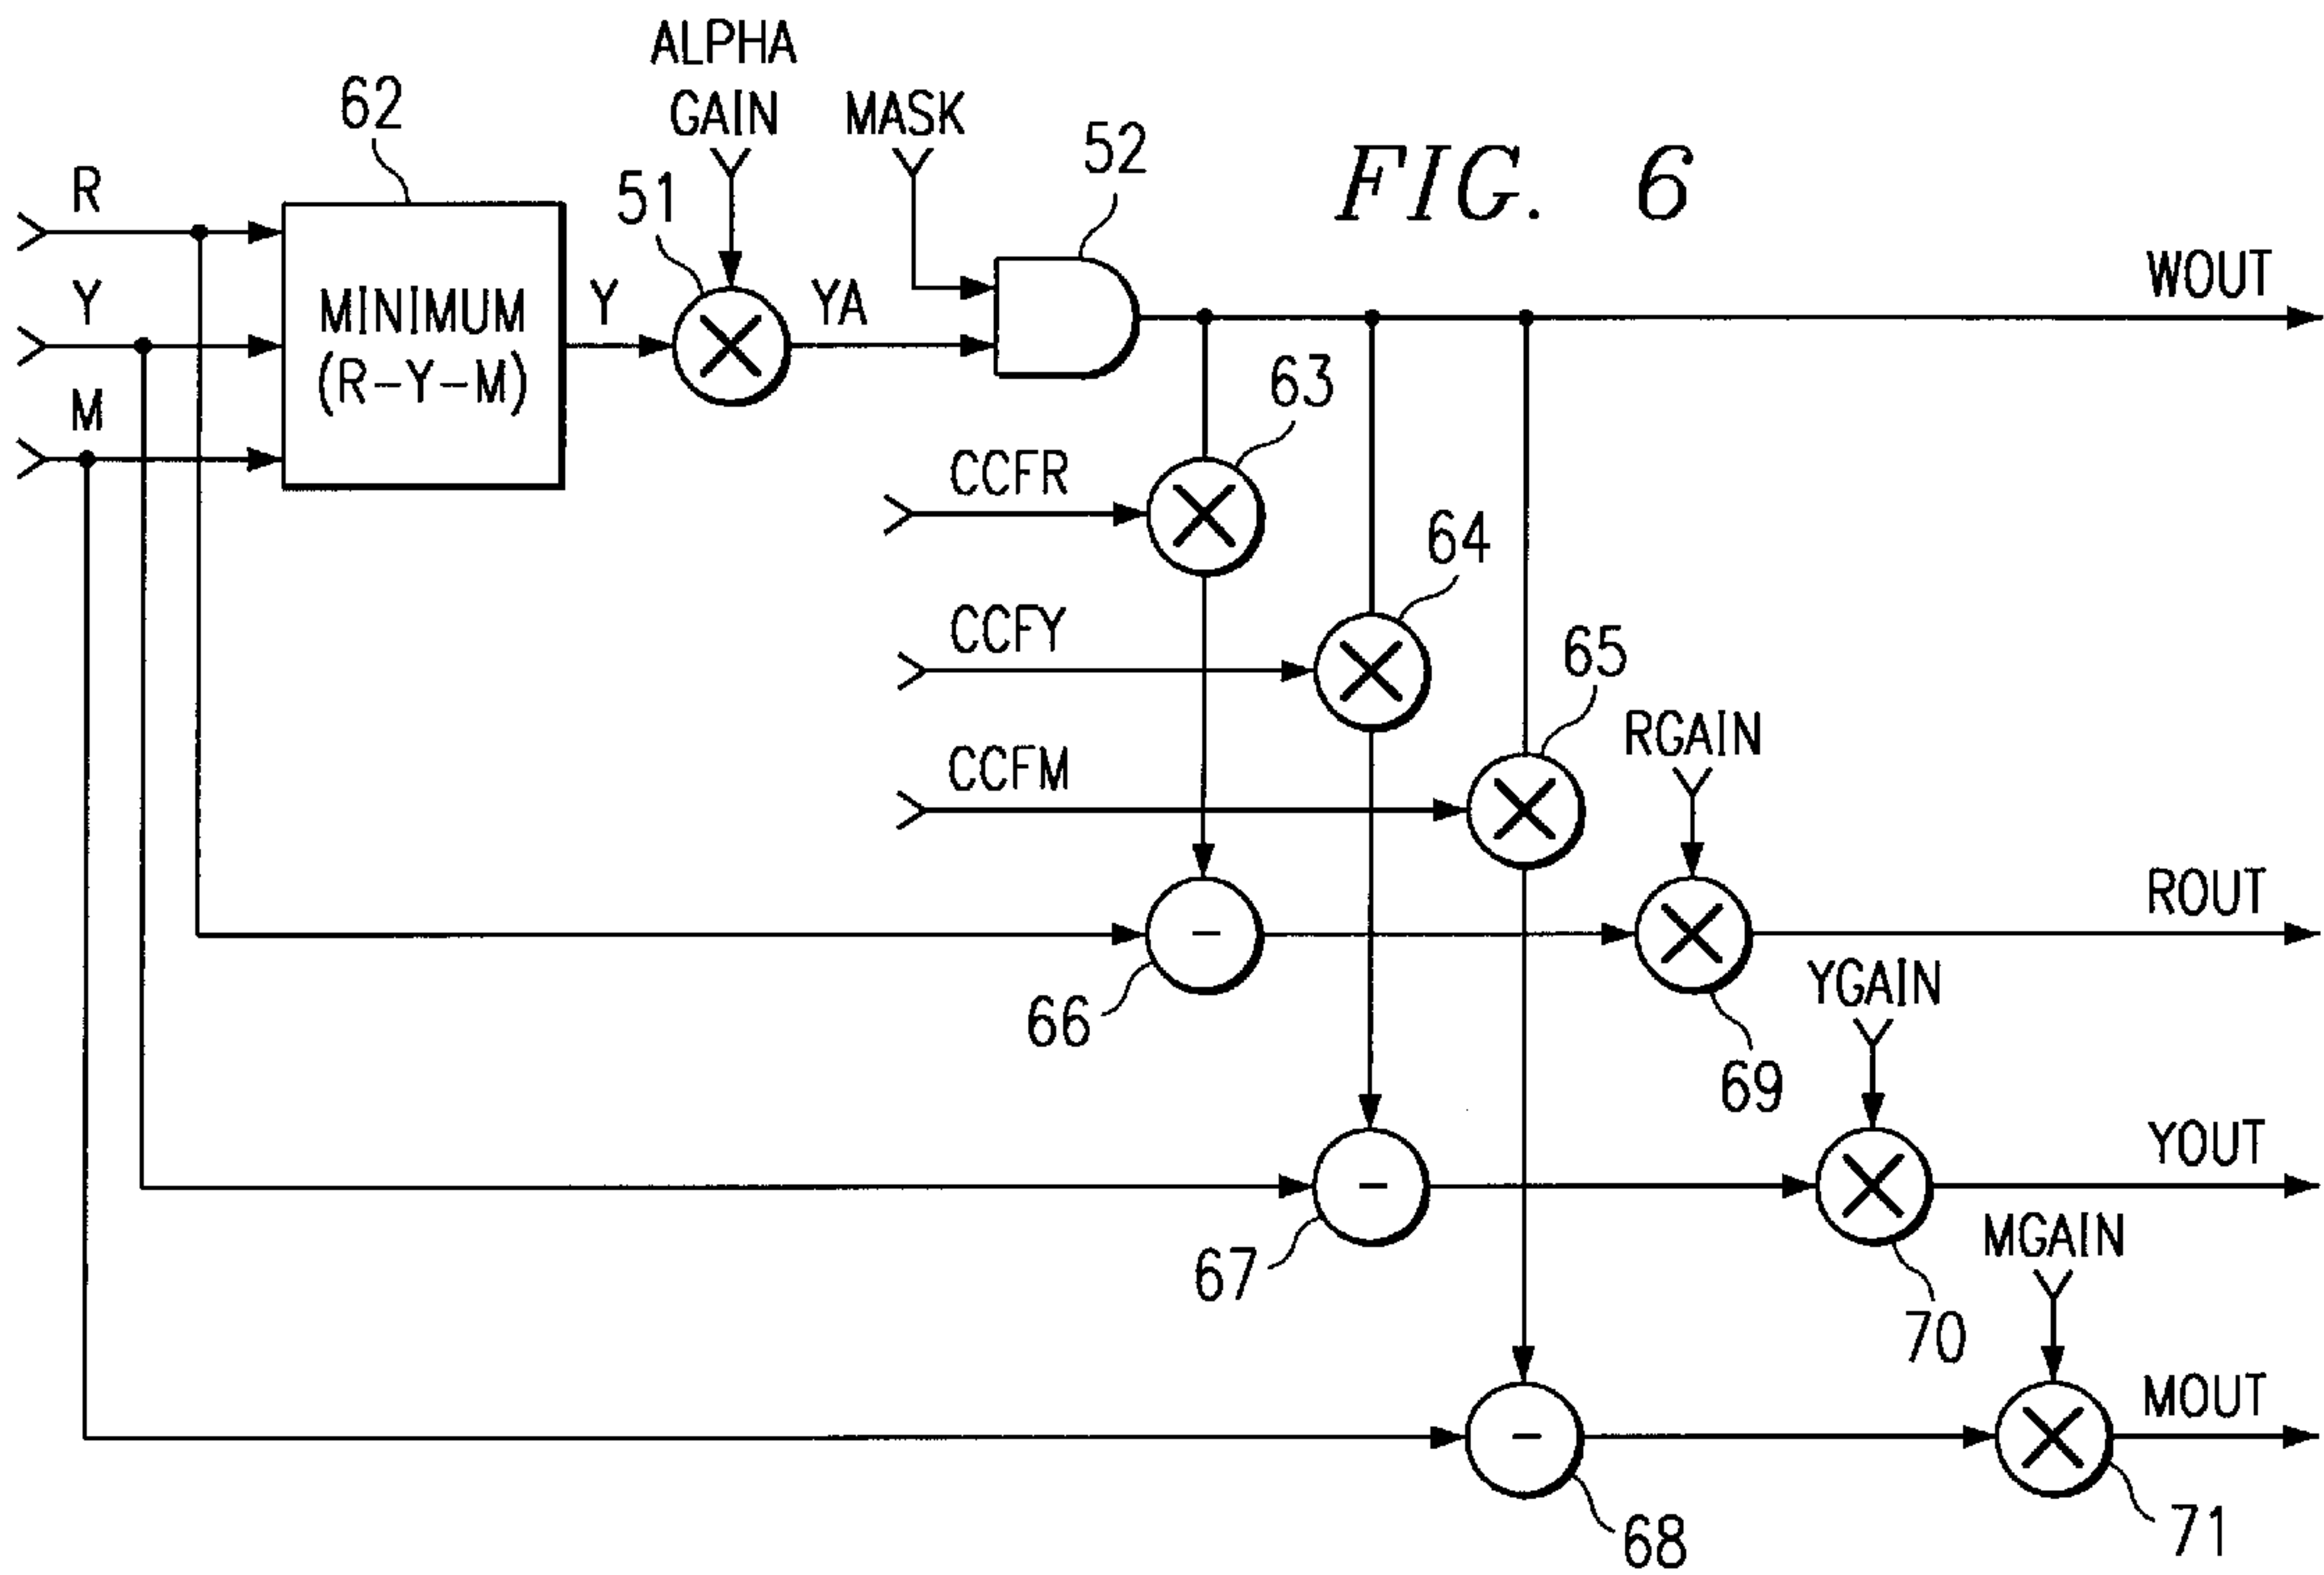 FIG. 6
ALPHA
GAIN
MASK
62
51
52
R
Y
M
MINIMUM
(R-Y-M)
Y
YA
WOUT
63
CCFR
64
CCFY
65
CCFM
RGAIN
ROUT
66
69
YGAIN
YOUT
67
70
MGAIN
MOUT
68
71